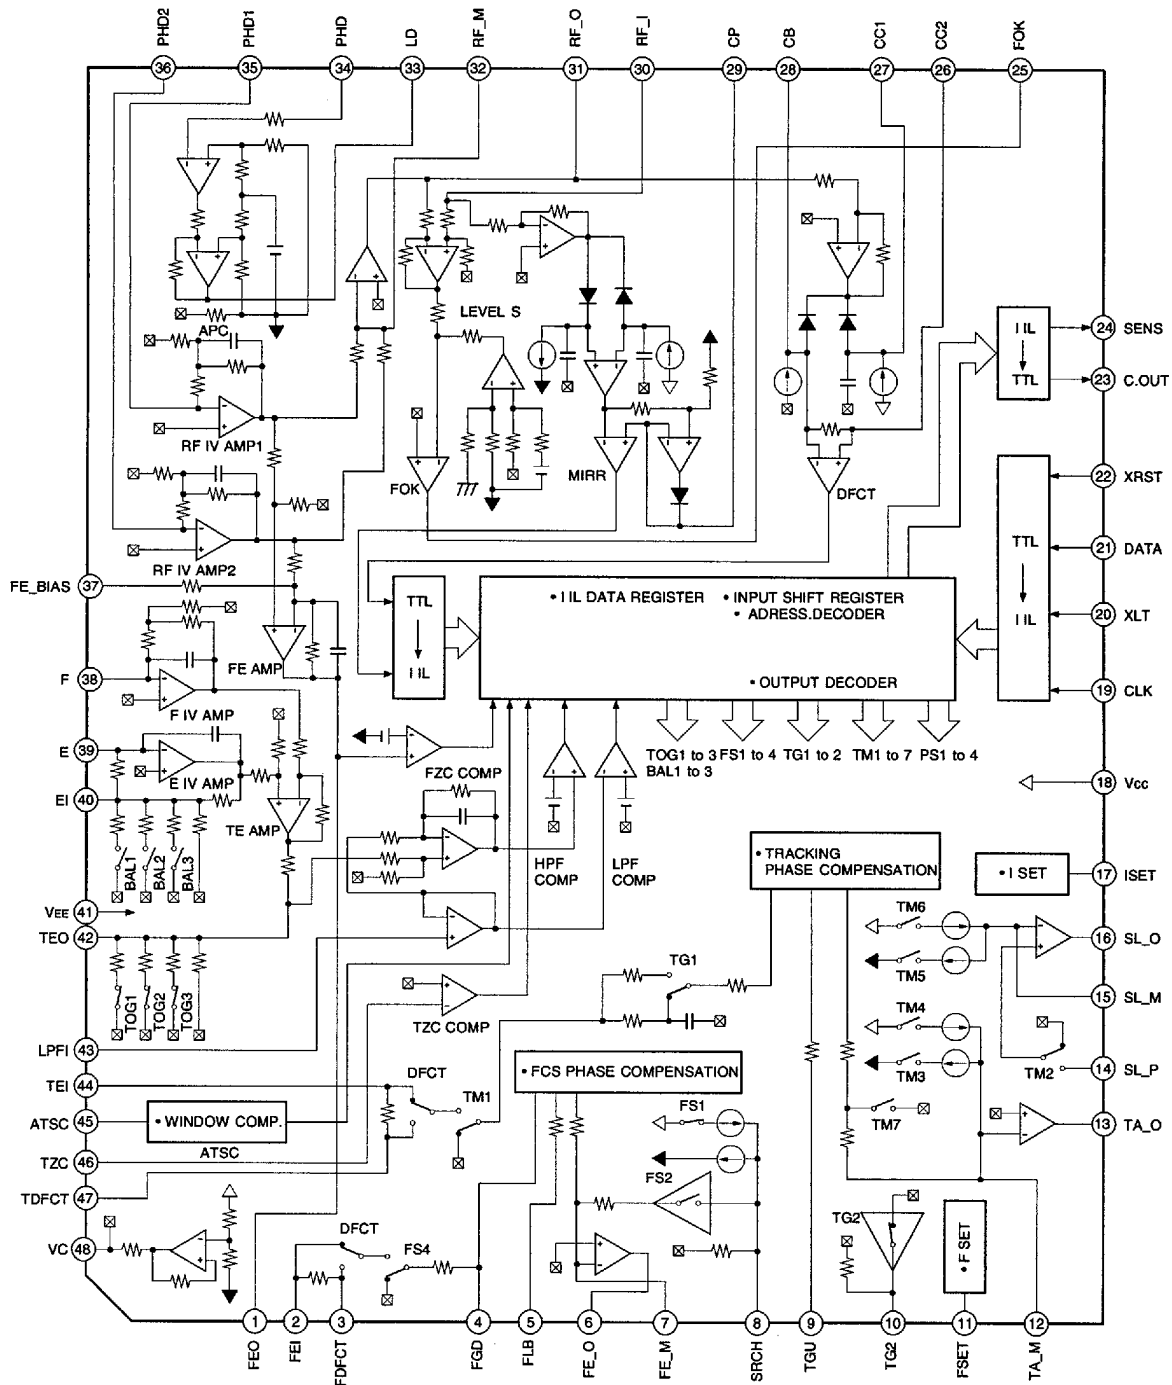 PHD2 PHD1 PHD LD RF_M RF_O RF_I CP CB CC1 CC2 FOK
36 35 34 33 32 31 30 29 28 27 26 25
APC
LEVEL S
IIL
TTL
24 SENS
23 C.OUT
RF IV AMP1
FOK
MIRR
DFCT
22 XRST
21 DATA
20 XLT
19 CLK
TTL
IIL
RF IV AMP2
FE_BIAS 37
TTL
IIL
• IIL DATA REGISTER
• INPUT SHIFT REGISTER
• ADRESS.DECODER
• OUTPUT DECODER
FE AMP
F 38
F IV AMP
TOG1 to 3 FS1 to 4 TG1 to 2 TM1 to 7 PS1 to 4
BAL1 to 3
E 39
E IV AMP
EI 40
FZC COMP
18 Vcc
TE AMP
BAL1 BAL2 BAL3
HPF
COMP
LPF
COMP
• TRACKING
PHASE COMPENSATION
• I SET
17 ISET
VEE 41
TEO 42
TM6
16 SL_O
TM5
15 SL_M
TOG1 TOG2 TOG3
TG1
TZC COMP
TM4
TM3
TM2
14 SL_P
LPFI 43
TEI 44
DFCT
TM1
• FCS PHASE COMPENSATION
ATSC 45
• WINDOW COMP.
ATSC
FS1
TM7
13 TA_O
TZC 46
TDFCT 47
FS2
VC 48
DFCT
FS4
TG2
• F SET
1 2 3 4 5 6 7 8 9 10 11 12
FEO FEI FDFCT FGD FLB FE_O FE_M SRCH TGU TG2 FSET TA_M